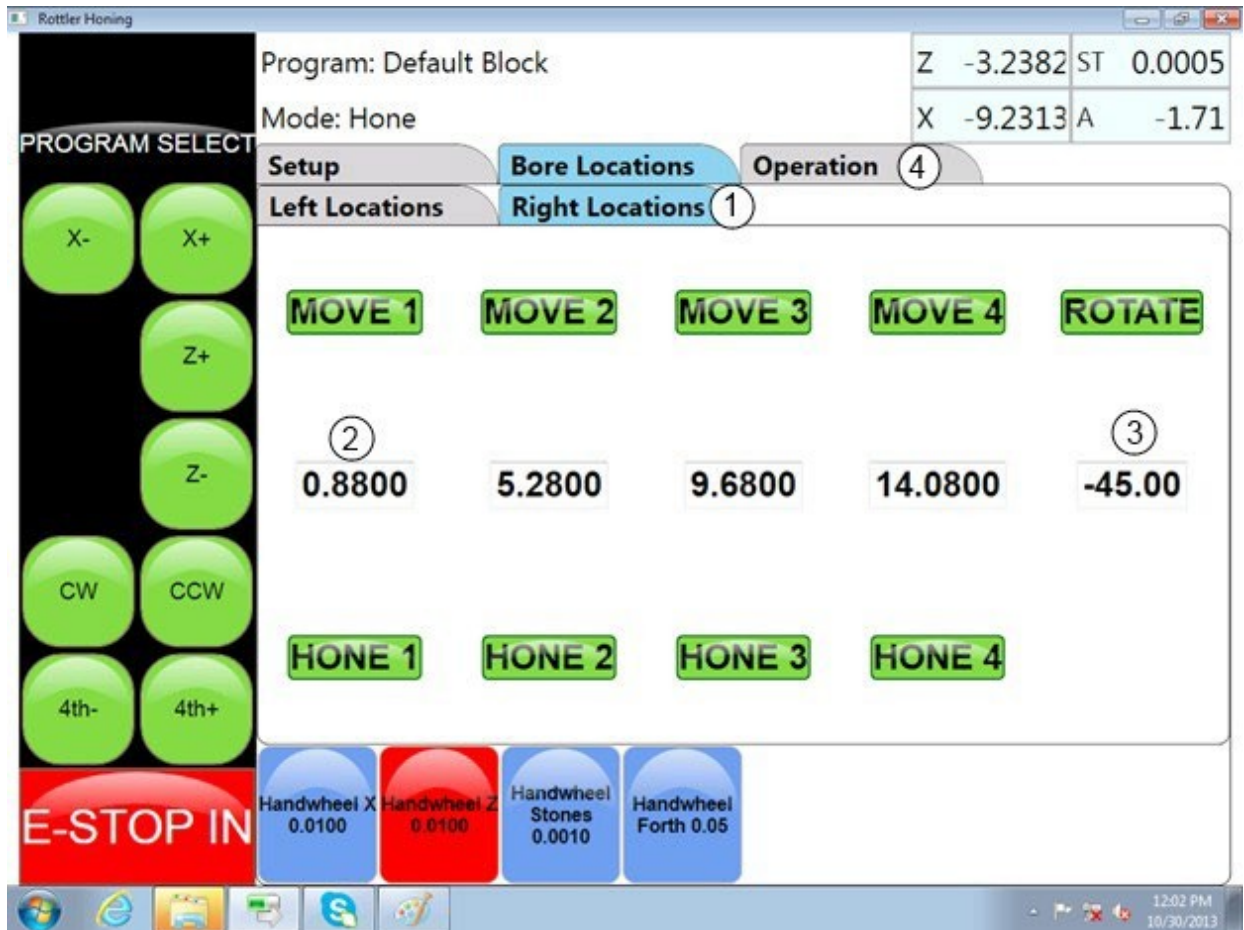 Rottler Honing
Program: Default Block
Z -3.2382 ST 0.0005
Mode: Hone
X -9.2313 A -1.71
PROGRAM SELECT
Setup Bore Locations Operation 4
Left Locations Right Locations 1
X- X+
MOVE 1 MOVE 2 MOVE 3 MOVE 4 ROTATE
Z+
2 3
Z-
0.8800 5.2800 9.6800 14.0800 -45.00
CW CCW
HONE 1 HONE 2 HONE 3 HONE 4
4th- 4th+
E-STOP IN
Handwheel X
0.0100
Handwheel Z
0.0100
Handwheel
Stones
0.0010
Handwheel
Forth 0.05
12:02 PM
10/30/2013